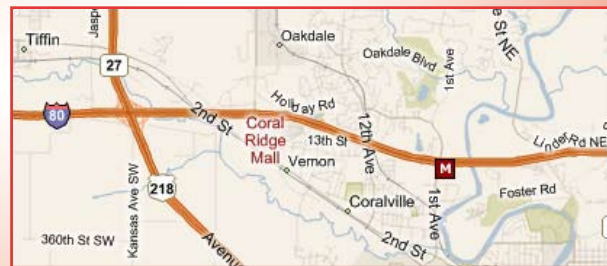 Tiffin
Jaspe
27
Oakdale
Oakdale Blvd
1st Ave
e St NE
80
2nd St
Holiday Rd
Coral
Ridge
Mall
13th St
12th Ave
Linder Rd NE
M
Vernon
218
Kansas Ave SW
Foster Rd
1st Ave
Coralville
2nd St
360th St SW
Avenu